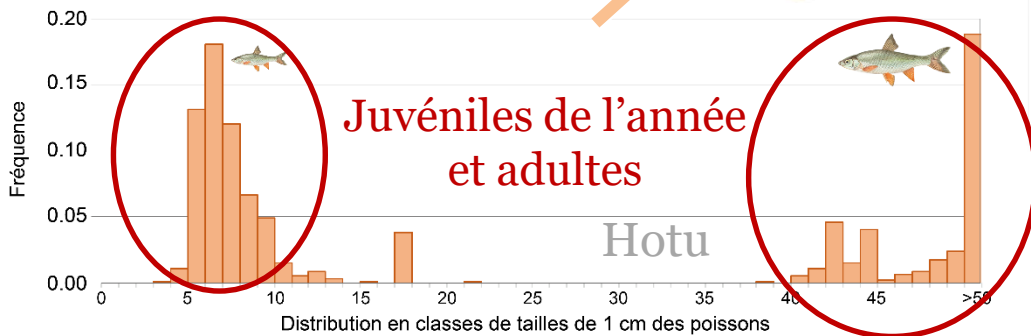 0.20
0.15
0.10
0.05
0.00
Fréquence
Juvéniles de l’année
et adultes
Hotu
0 5 10 15 20 25 30 35 40 45 >50
Distribution en classes de tailles de 1 cm des poissons